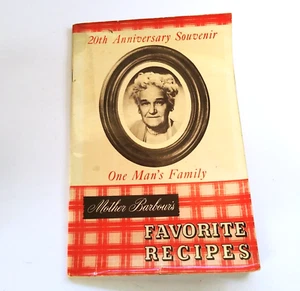 20th Anniversary Souvenir
One Man's Family
Mother Barbour's
FAVORITE
RECIPES